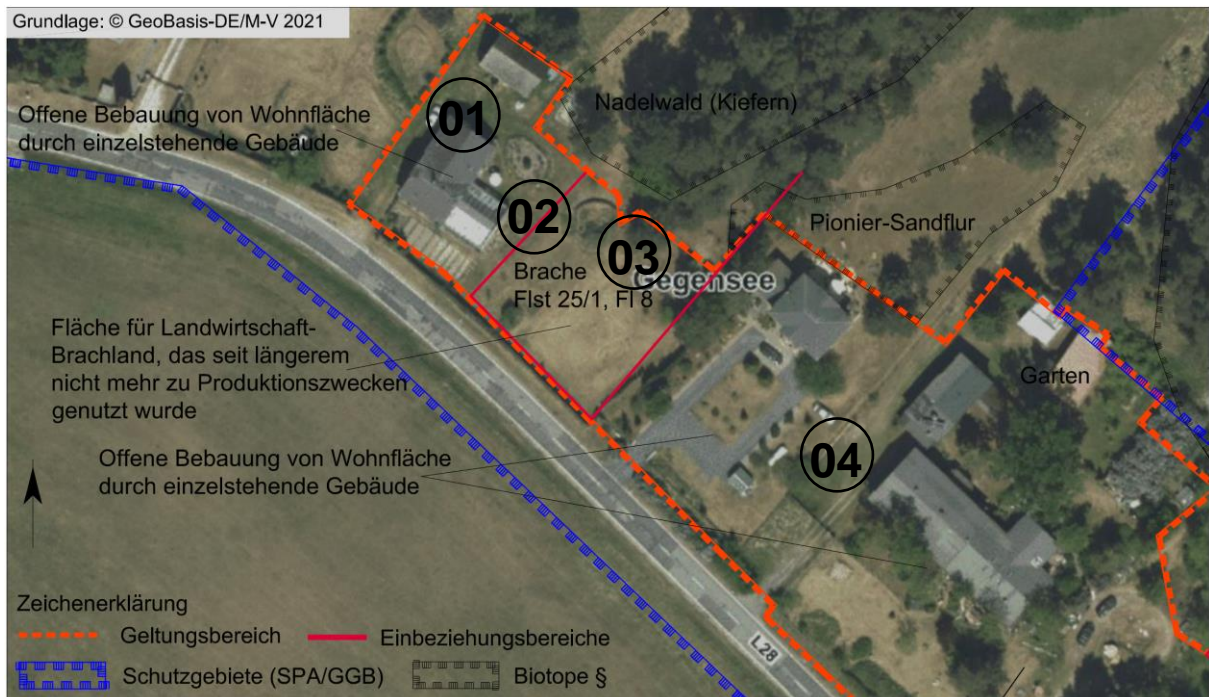 Grundlage: © GeoBasis-DE/M-V 2021
01
Nadelwald (Kiefern)
Offene Bebauung von Wohnfläche
durch einzelstehende Gebäude
02
03
Pionier-Sandflur
Brache
Flst 25/1, Fl 8
Gegensee
Fläche für Landwirtschaft-
Brachland, das seit längerem
nicht mehr zu Produktionszwecken
genutzt wurde
Garten
Offene Bebauung von Wohnfläche
durch einzelstehende Gebäude
04
Zeichenerklärung
Geltungsbereich
Einbeziehungsbereiche
L28
Schutzgebiete (SPA/GGB)
Biotope §